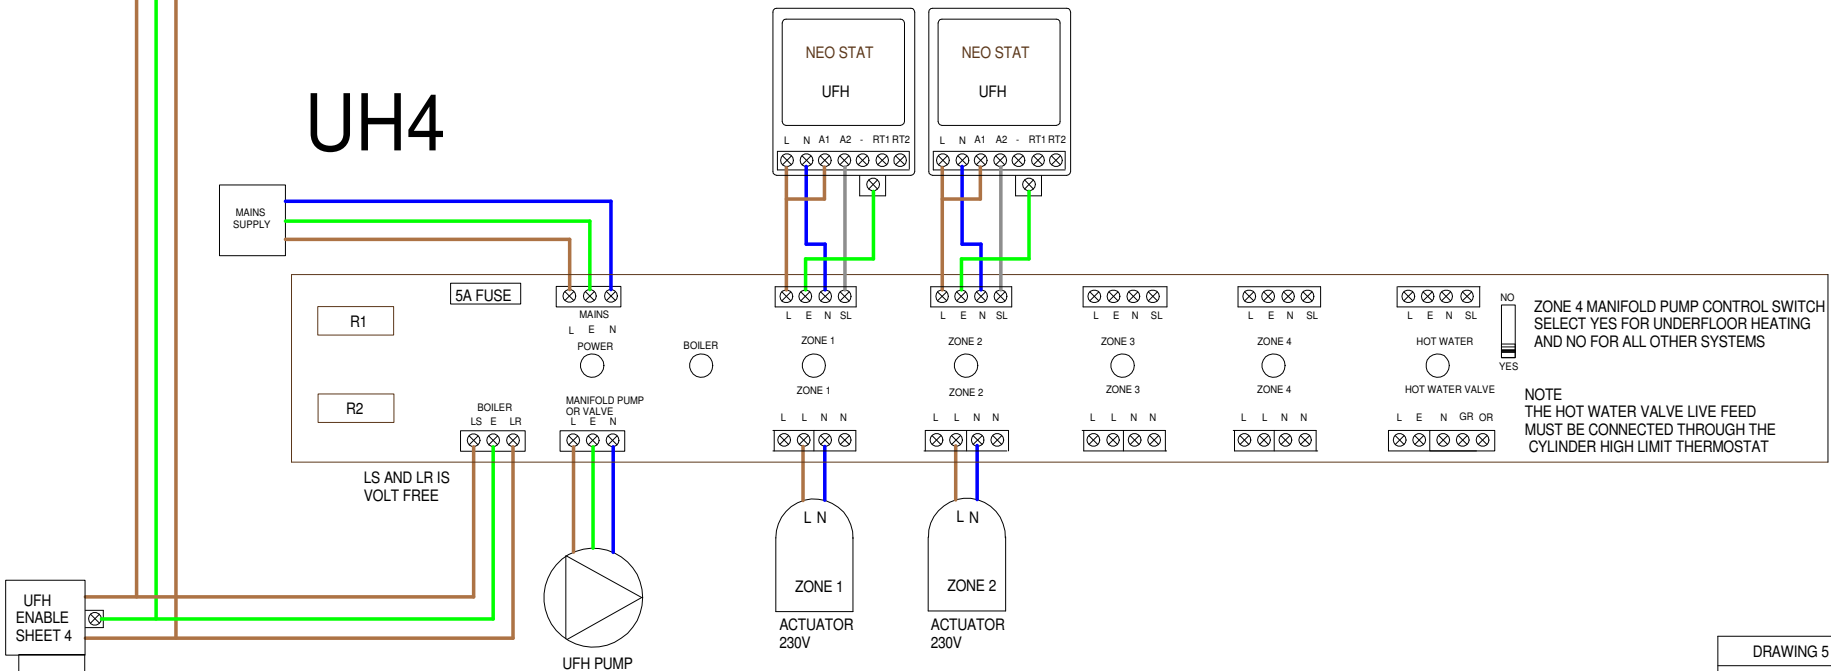 NEO STAT
UFH
L N A1 A2 - RT1 RT2
NEO STAT
UFH
L N A1 A2 - RT1 RT2
UH4
MAINS
SUPPLY
5A FUSE
R1
R2
MAINS
L E N
POWER
BOILER
L E N SL
ZONE 1
ZONE 1
L L N N
L E N SL
ZONE 2
ZONE 2
L L N N
L E N SL
ZONE 3
ZONE 3
L L N N
L E N SL
ZONE 4
ZONE 4
L L N N
L E N SL
HOT WATER
HOT WATER VALVE
L E N GR OR
NO
YES
ZONE 4 MANIFOLD PUMP CONTROL SWITCH
SELECT YES FOR UNDERFLOOR HEATING
AND NO FOR ALL OTHER SYSTEMS
NOTE
THE HOT WATER VALVE LIVE FEED
MUST BE CONNECTED THROUGH THE
CYLINDER HIGH LIMIT THERMOSTAT
BOILER
LS E LR
MANIFOLD PUMP
OR VALVE
L E N
LS AND LR IS
VOLT FREE
UFH
ENABLE
SHEET 4
UFH PUMP
L N
ZONE 1
ACTUATOR
230V
L N
ZONE 2
ACTUATOR
230V
DRAWING 5